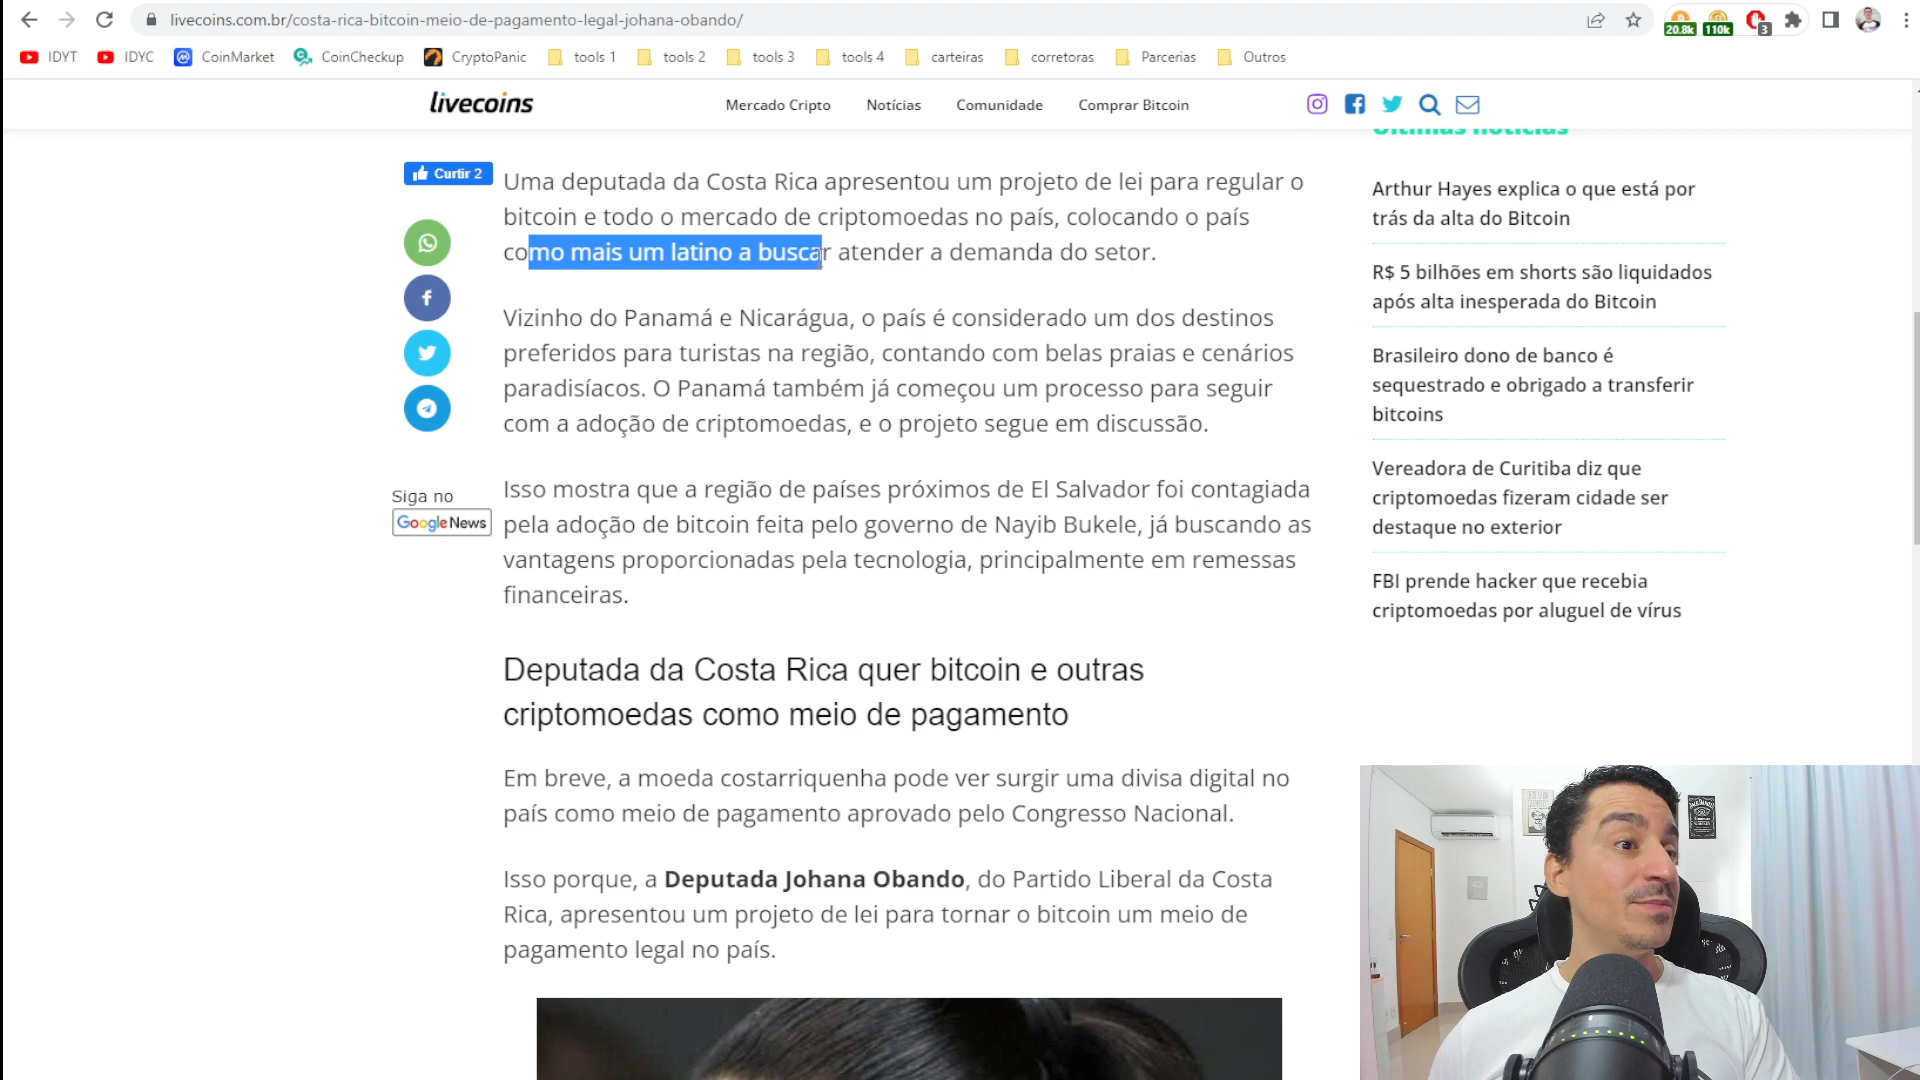 livecoins.com.br/costa-rica-bitcoin-meio-de-pagamento-legal-johana-obando/
20.8k
110k
3
IDYT
IDYC
CoinMarket
CoinCheckup
CryptoPanic
tools 1
tools 2
tools 3
tools 4
carteiras
corretoras
Parcerias
Outros
livecoins
Mercado Cripto
Notícias
Comunidade
Comprar Bitcoin
Últimas notícias
Curtir 2
Uma deputada da Costa Rica apresentou um projeto de lei para regular o
bitcoin e todo o mercado de criptomoedas no país, colocando o país
como mais um latino a buscar atender a demanda do setor.
Vizinho do Panamá e Nicarágua, o país é considerado um dos destinos
preferidos para turistas na região, contando com belas praias e cenários
paradisíacos. O Panamá também já começou um processo para seguir
com a adoção de criptomoedas, e o projeto segue em discussão.
Siga no
Google News
Isso mostra que a região de países próximos de El Salvador foi contagiada
pela adoção de bitcoin feita pelo governo de Nayib Bukele, já buscando as
vantagens proporcionadas pela tecnologia, principalmente em remessas
financeiras.
Deputada da Costa Rica quer bitcoin e outras
criptomoedas como meio de pagamento
Em breve, a moeda costarriquenha pode ver surgir uma divisa digital no
país como meio de pagamento aprovado pelo Congresso Nacional.
Isso porque, a Deputada Johana Obando, do Partido Liberal da Costa
Rica, apresentou um projeto de lei para tornar o bitcoin um meio de
pagamento legal no país.
Arthur Hayes explica o que está por
trás da alta do Bitcoin
R$ 5 bilhões em shorts são liquidados
após alta inesperada do Bitcoin
Brasileiro dono de banco é
sequestrado e obrigado a transferir
bitcoins
Vereadora de Curitiba diz que
criptomoedas fizeram cidade ser
destaque no exterior
FBI prende hacker que recebia
criptomoedas por aluguel de vírus